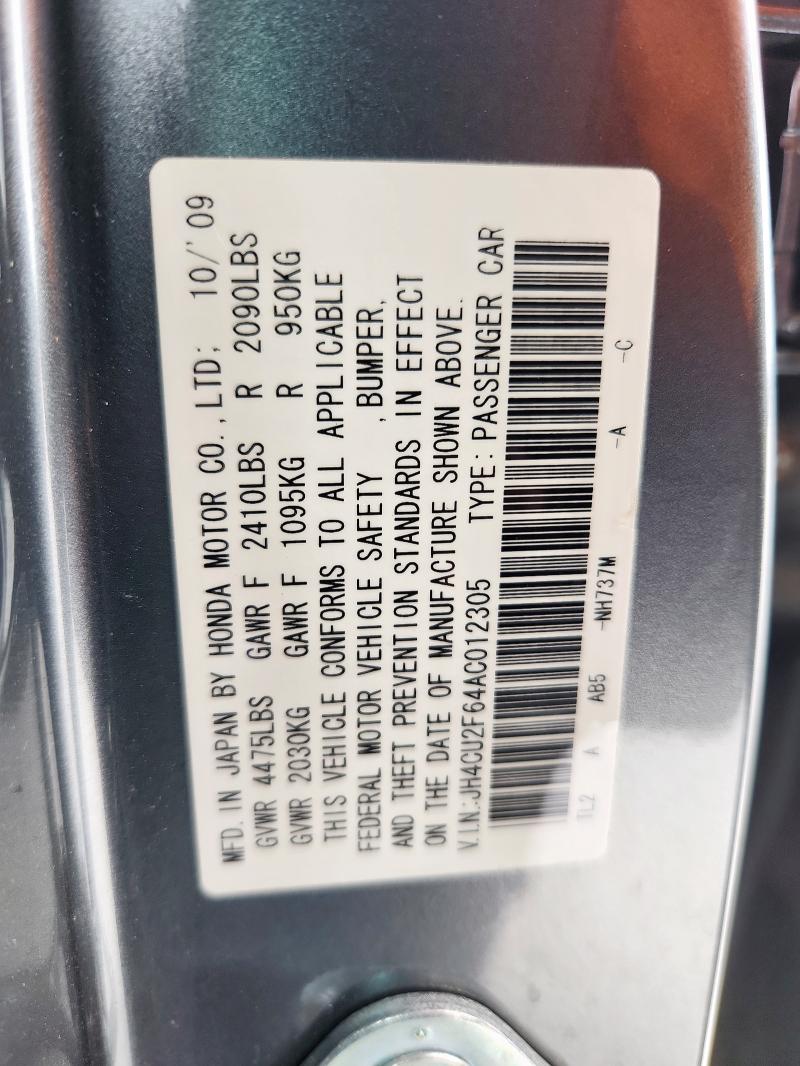 MFD. IN JAPAN BY HONDA MOTOR CO., LTD; 10/'09
GVWR 4475LBS GAWR F 2410LBS R 2090LBS
GVWR 2030KG GAWR F 1095KG R 950KG
THIS VEHICLE CONFORMS TO ALL APPLICABLE
FEDERAL MOTOR VEHICLE SAFETY , BUMPER,
AND THEFT PREVENTION STANDARDS IN EFFECT
ON THE DATE OF MANUFACTURE SHOWN ABOVE.
V.I.N.:JH4CU2F64AC012305 TYPE: PASSENGER CAR
TL2 A AB5 -NH737M -A -C